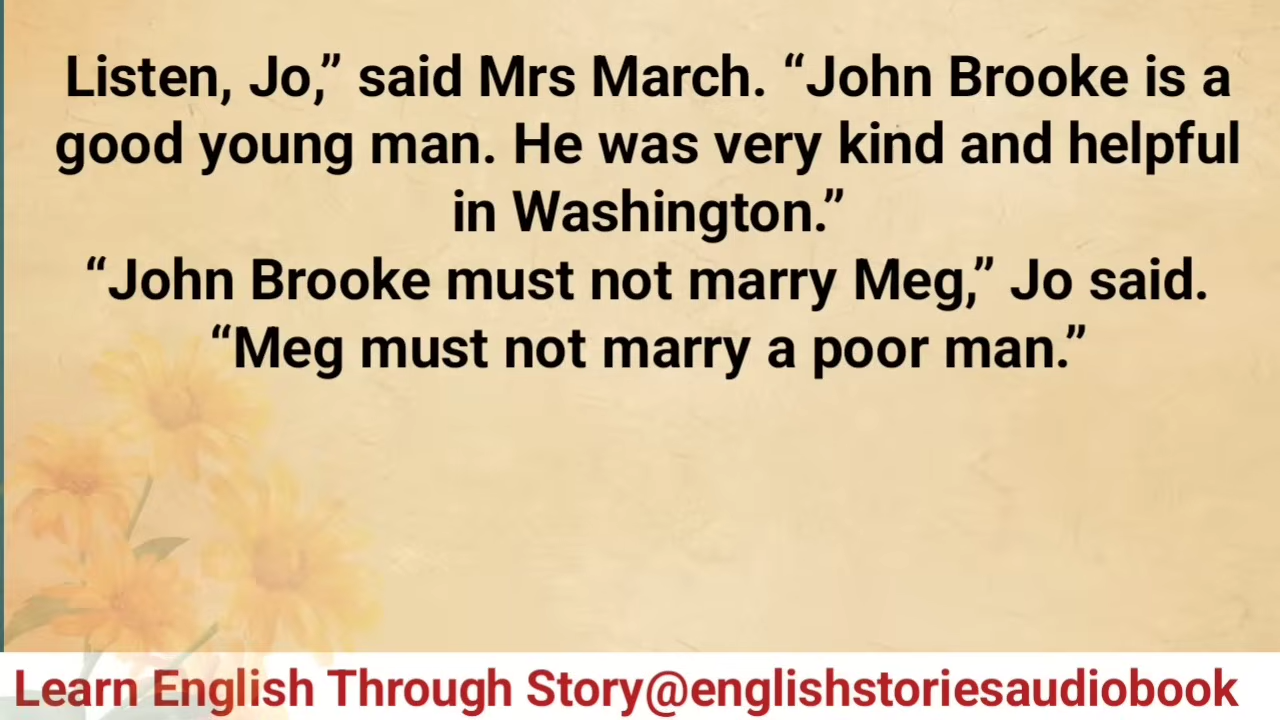 Listen, Jo,” said Mrs March. “John Brooke is a
good young man. He was very kind and helpful
in Washington.”
“John Brooke must not marry Meg,” Jo said.
“Meg must not marry a poor man.”
Learn English Through Story@englishstoriesaudiobook